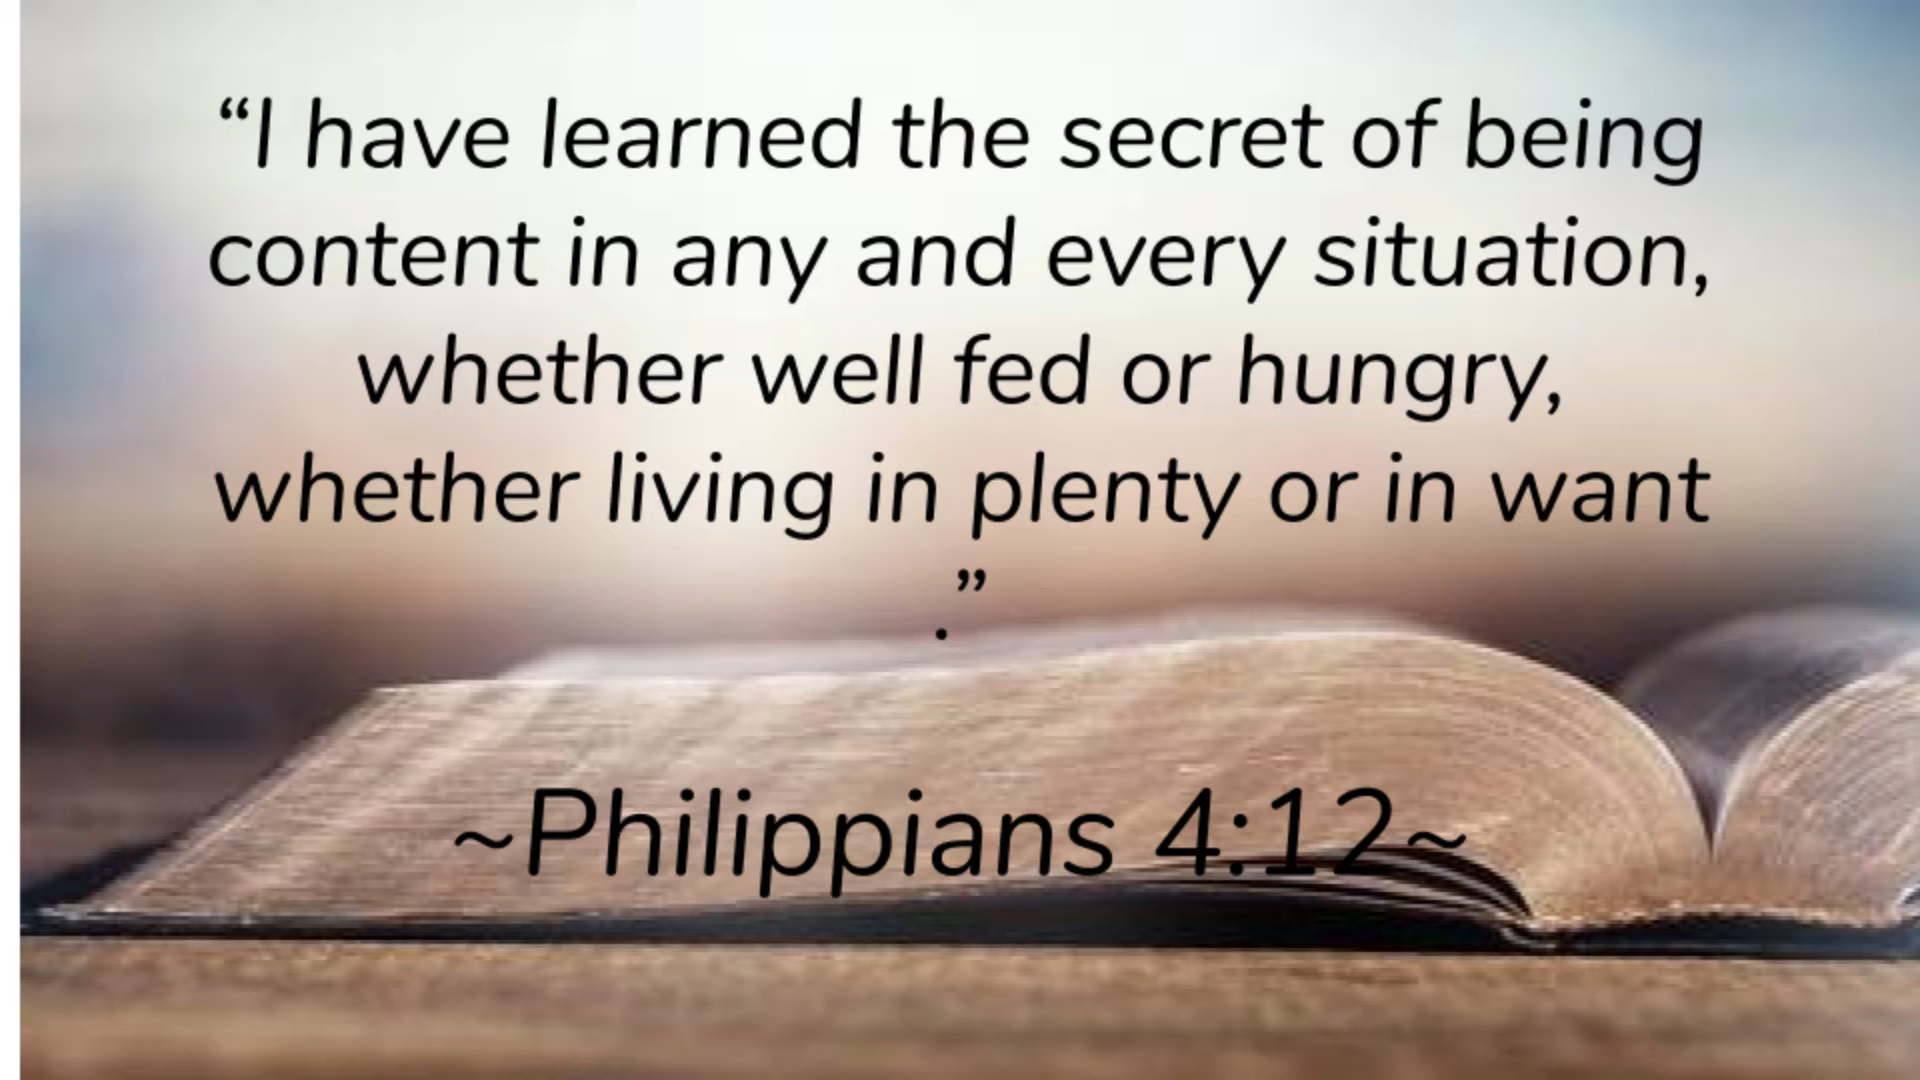 “I have learned the secret of being
content in any and every situation,
whether well fed or hungry,
whether living in plenty or in want
.”
~Philippians 4:12~